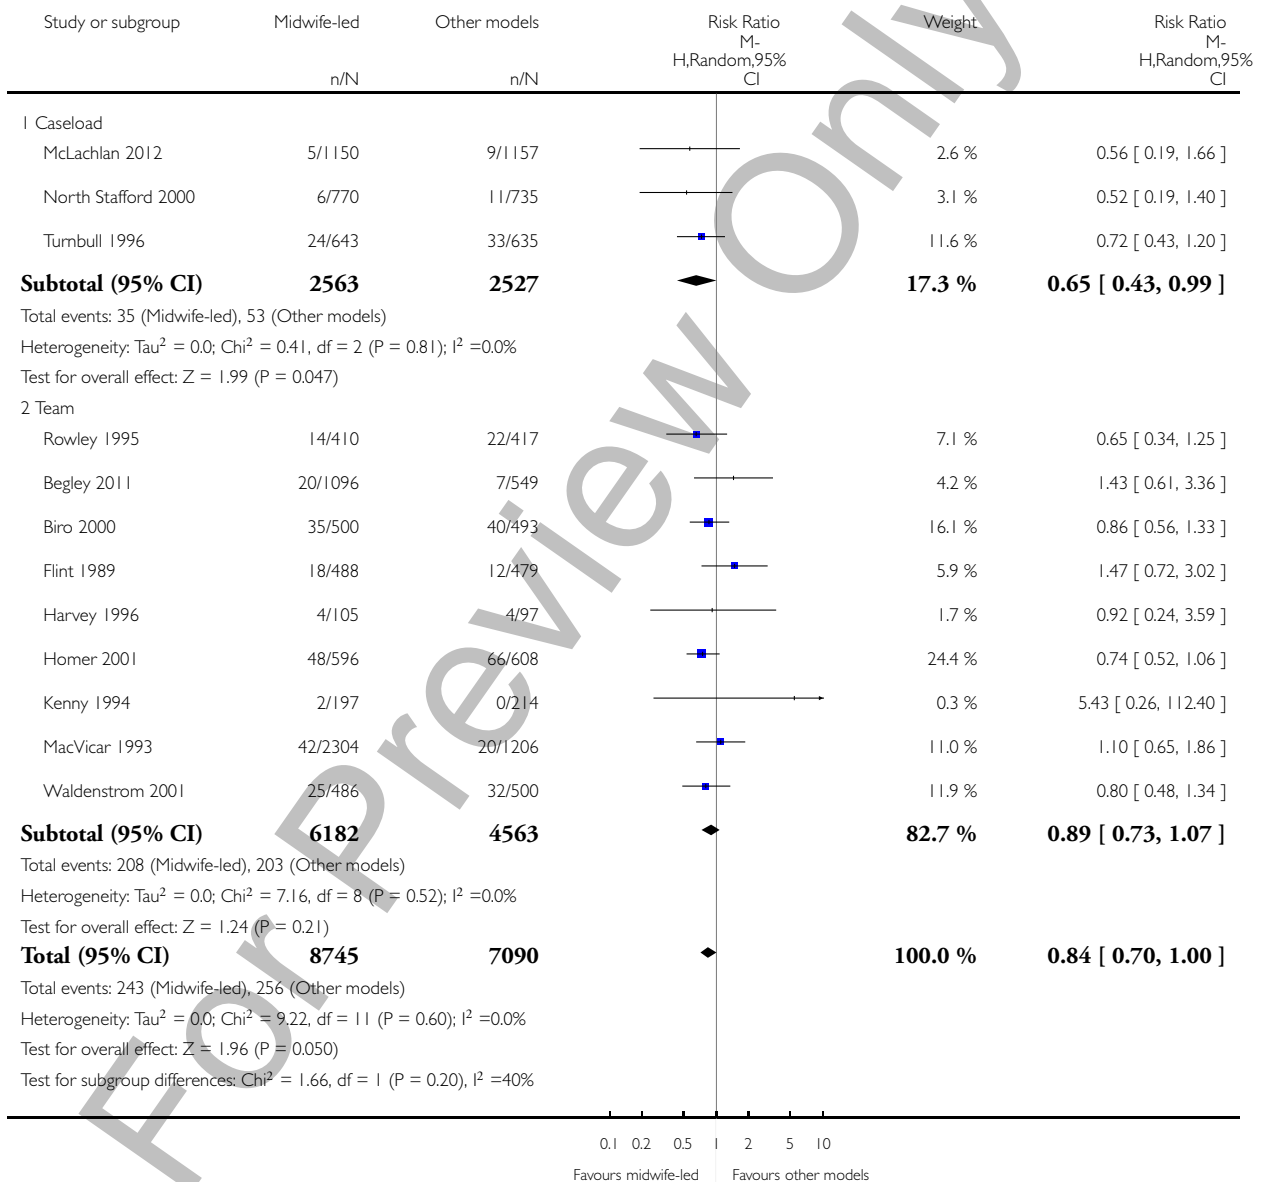 Study or subgroup Midwife-led Other models Risk Ratio Weight Risk Ratio
M- M-
H,Random,95% H,Random,95%
n/N n/N CI CI
1 Caseload
McLachlan 2012 5/1150 9/1157 2.6 % 0.56 [ 0.19, 1.66 ]
North Stafford 2000 6/770 11/735 3.1 % 0.52 [ 0.19, 1.40 ]
Turnbull 1996 24/643 33/635 11.6 % 0.72 [ 0.43, 1.20 ]
Subtotal (95% CI) 2563 2527 17.3 % 0.65 [ 0.43, 0.99 ]
Total events: 35 (Midwife-led), 53 (Other models)
Heterogeneity: Tau² = 0.0; Chi² = 0.41, df = 2 (P = 0.81); I² =0.0%
Test for overall effect: Z = 1.99 (P = 0.047)
2 Team
Rowley 1995 14/410 22/417 7.1 % 0.65 [ 0.34, 1.25 ]
Begley 2011 20/1096 7/549 4.2 % 1.43 [ 0.61, 3.36 ]
Biro 2000 35/500 40/493 16.1 % 0.86 [ 0.56, 1.33 ]
Flint 1989 18/488 12/479 5.9 % 1.47 [ 0.72, 3.02 ]
Harvey 1996 4/105 4/97 1.7 % 0.92 [ 0.24, 3.59 ]
Homer 2001 48/596 66/608 24.4 % 0.74 [ 0.52, 1.06 ]
Kenny 1994 2/197 0/214 0.3 % 5.43 [ 0.26, 112.40 ]
MacVicar 1993 42/2304 20/1206 11.0 % 1.10 [ 0.65, 1.86 ]
Waldenstrom 2001 25/486 32/500 11.9 % 0.80 [ 0.48, 1.34 ]
Subtotal (95% CI) 6182 4563 82.7 % 0.89 [ 0.73, 1.07 ]
Total events: 208 (Midwife-led), 203 (Other models)
Heterogeneity: Tau² = 0.0; Chi² = 7.16, df = 8 (P = 0.52); I² =0.0%
Test for overall effect: Z = 1.24 (P = 0.21)
Total (95% CI) 8745 7090 100.0 % 0.84 [ 0.70, 1.00 ]
Total events: 243 (Midwife-led), 256 (Other models)
Heterogeneity: Tau² = 0.0; Chi² = 9.22, df = 11 (P = 0.60); I² =0.0%
Test for overall effect: Z = 1.96 (P = 0.050)
Test for subgroup differences: Chi² = 1.66, df = 1 (P = 0.20), I² =40%
0.1 0.2 0.5 1 2 5 10
Favours midwife-led Favours other models
For Preview Only